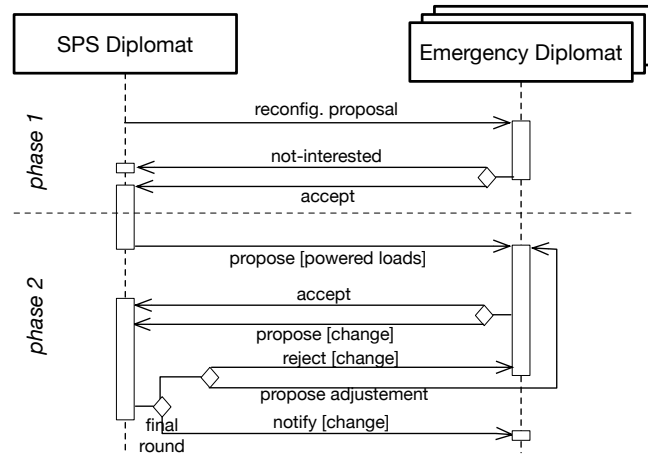 SPS Diplomat
Emergency Diplomat
phase 1
reconfig. proposal
not-interested
accept
phase 2
propose [powered loads]
accept
propose [change]
reject [change]
propose adjustement
final
round
notify [change]